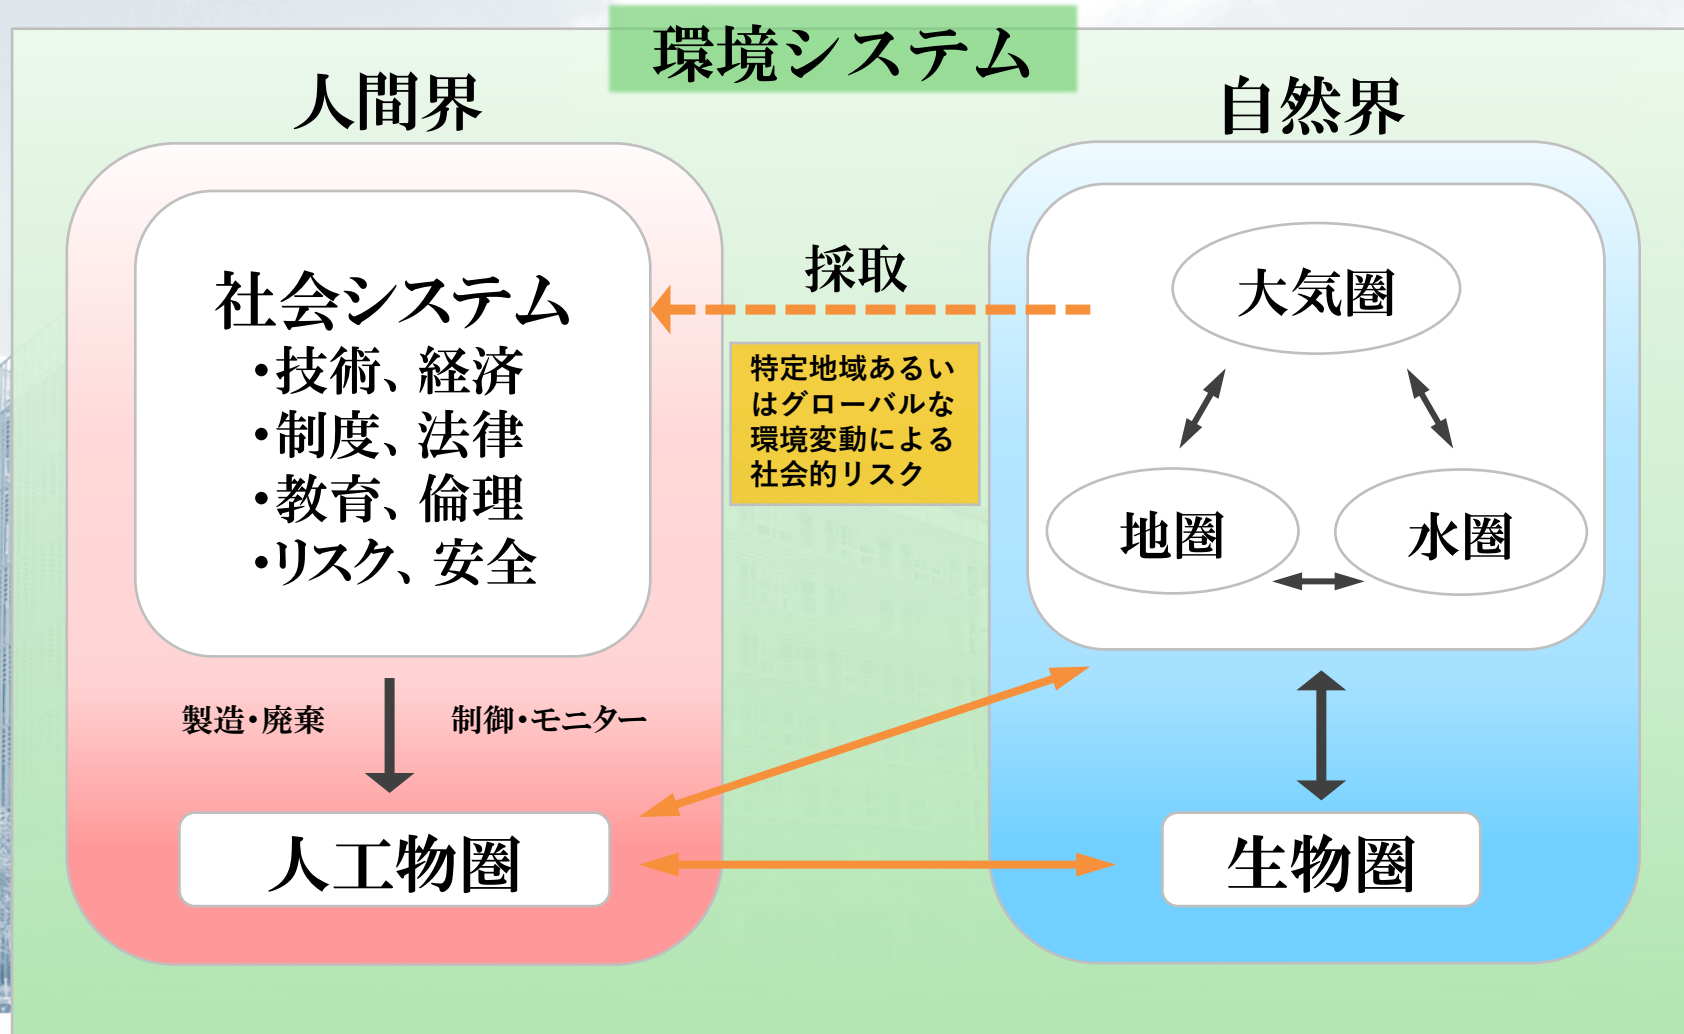 環境システム
人間界
自然界
社会システム
・技術、経済
・制度、法律
・教育、倫理
・リスク、安全
採取
特定地域あるい
はグローバルな
環境変動による
社会的リスク
大気圏
地圏
水圏
製造・廃棄
制御・モニター
人工物圏
生物圏